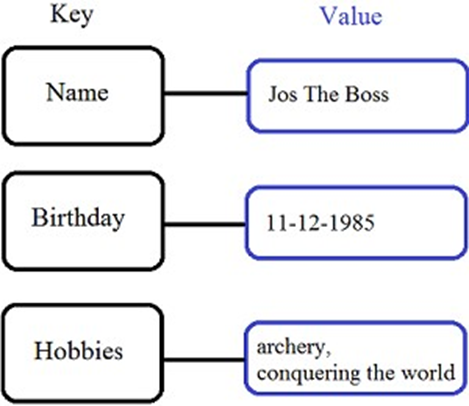 Key Value
Name Jos The Boss
Birthday 11-12-1985
Hobbies archery,
conquering the world